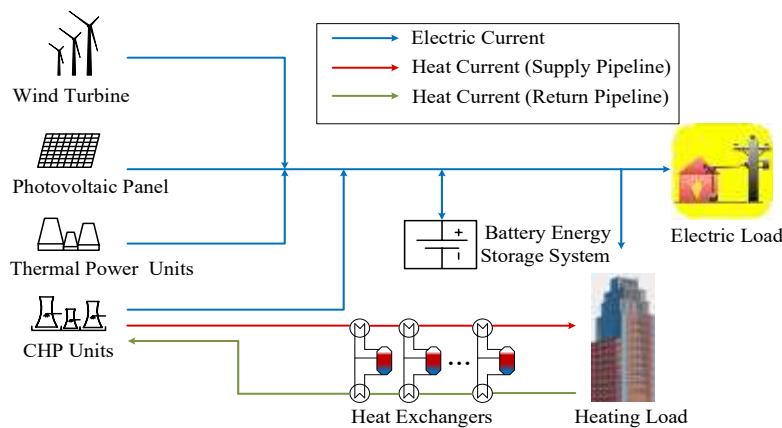 Electric Current
Heat Current (Supply Pipeline)
Heat Current (Return Pipeline)
Wind Turbine
Photovoltaic Panel
Thermal Power Units
CHP Units
+
Battery Energy
Storage System
Electric Load
...
Heat Exchangers
Heating Load